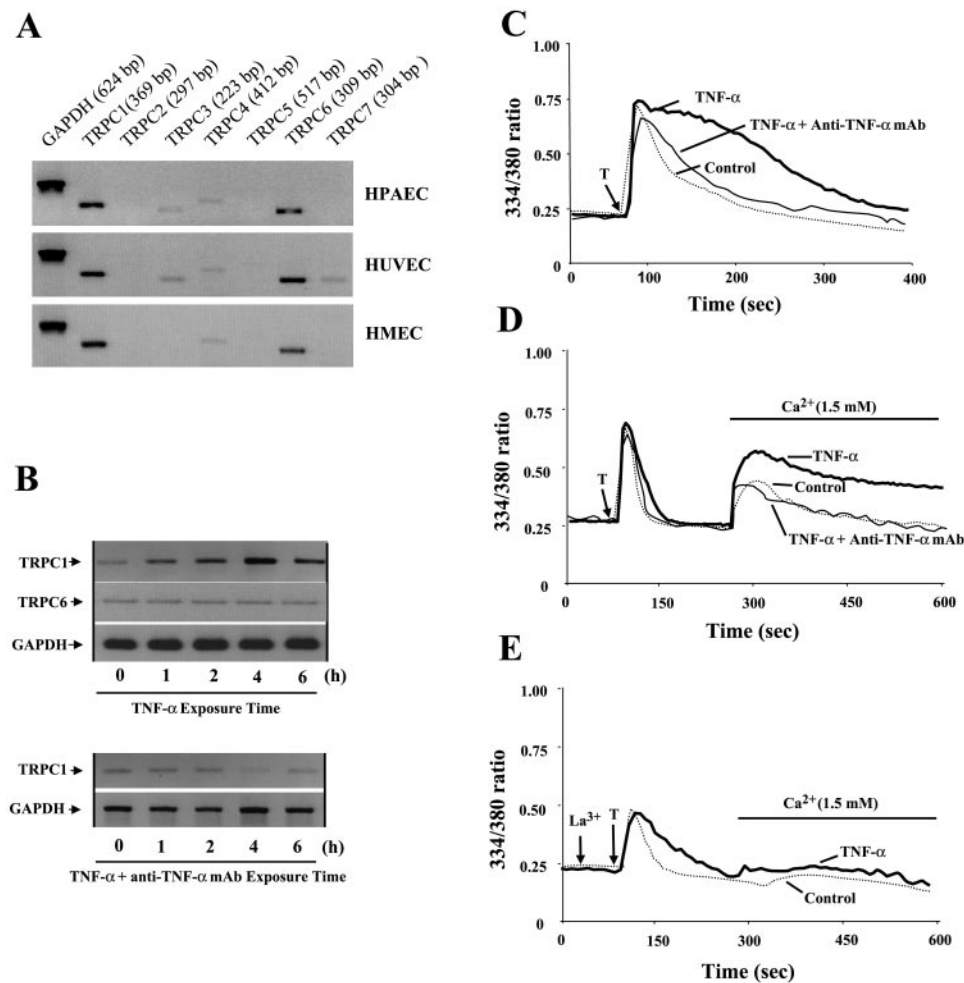 A
GAPDH (624 bp)
TRPC1(369 bp)
TRPC2 (297 bp)
TRPC3 (223 bp)
TRPC4 (412 bp)
TRPC5 (517 bp)
TRPC6 (309 bp)
TRPC7 (304 bp)
HPAEC
HUVEC
HMEC
B
TRPC1
TRPC6
GAPDH
0 1 2 4 6 (h)
TNF-α Exposure Time
TRPC1
GAPDH
0 1 2 4 6 (h)
TNF-α + anti-TNF-α mAb Exposure Time
C
1.00
0.75
0.50
0.25
0
334/380 ratio
T
TNF-α
TNF-α + Anti-TNF-α mAb
Control
0 100 200 300 400
Time (sec)
D
1.00
0.75
0.50
0.25
0
334/380 ratio
T
Ca²⁺(1.5 mM)
TNF-α
Control
TNF-α + Anti-TNF-α mAb
0 150 300 450 600
Time (sec)
E
1.00
0.75
0.50
0.25
0
334/380 ratio
La³⁺ T
Ca²⁺(1.5 mM)
TNF-α
Control
0 150 300 450 600
Time (sec)